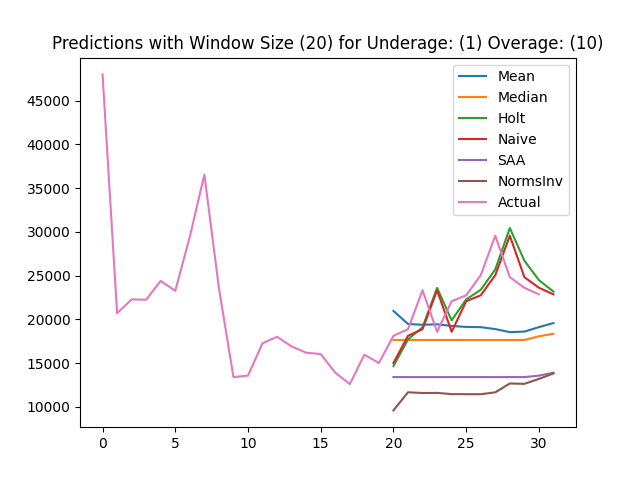 Predictions with Window Size (20) for Underage: (1) Overage: (10)
Mean
Median
Holt
Naive
SAA
NormsInv
Actual
45000
40000
35000
30000
25000
20000
15000
10000
0 5 10 15 20 25 30